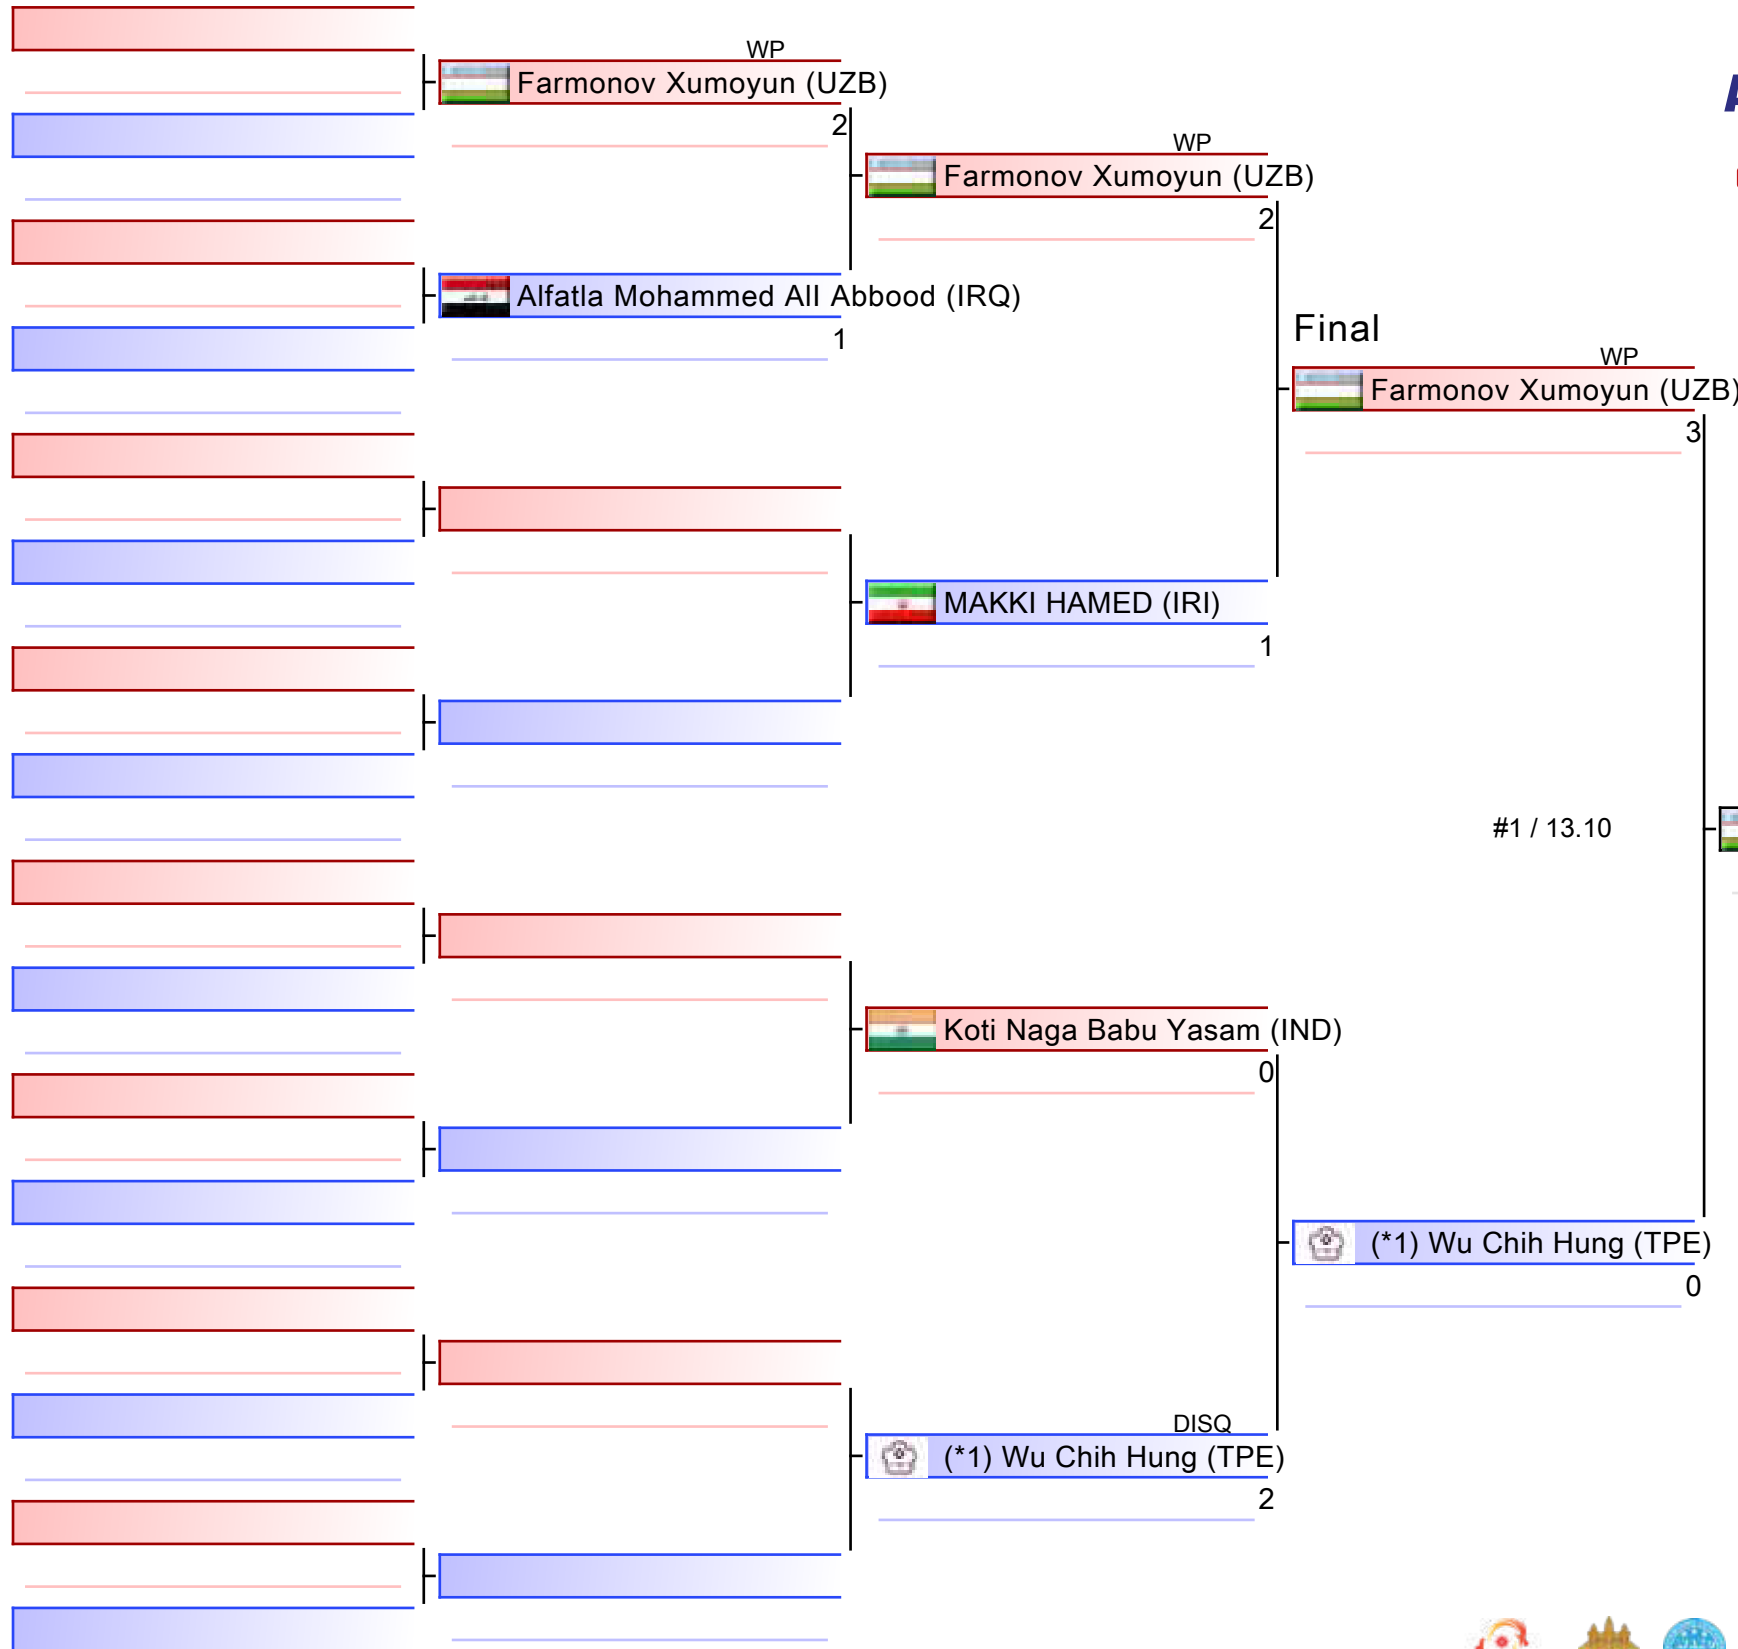 WP
Farmonov Xumoyun (UZB)
2
WP
Farmonov Xumoyun (UZB)
2
Alfatla Mohammed All Abbood (IRQ)
1
Final
WP
Farmonov Xumoyun (UZB)
3
MAKKI HAMED (IRI)
1
#1 / 13.10
Koti Naga Babu Yasam (IND)
0
(*1) Wu Chih Hung (TPE)
0
DISQ
(*1) Wu Chih Hung (TPE)
2